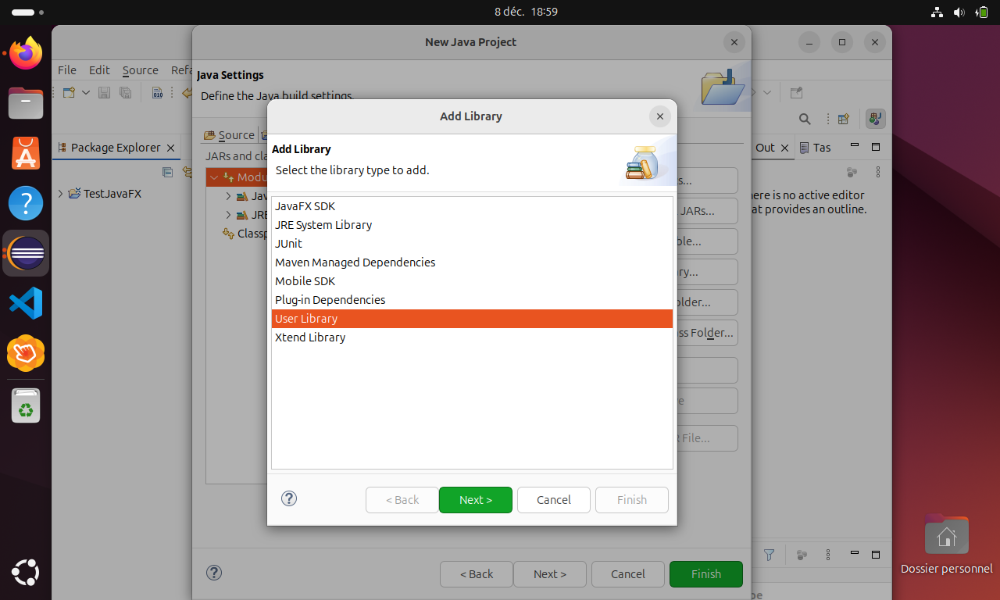 8 déc.  18:59
New Java Project
File Edit Source Refa
Java Settings
Define the Java build settings.
Add Library
Package Explorer
Source
Out
Tas
Add Library
JARs and cla
Select the library type to add.
Modu
s...
TestJavaFX
Jav
JavaFX SDK
JARs...
here is no active editor
at provides an outline.
JRE
JRE System Library
Classp
JUnit
ble...
Maven Managed Dependencies
ary...
Mobile SDK
Plug-in Dependencies
older...
User Library
Xtend Library
ass Folder...
e
R File...
< Back
Next >
Cancel
Finish
Dossier personnel
< Back
Next >
Cancel
Finish
pe